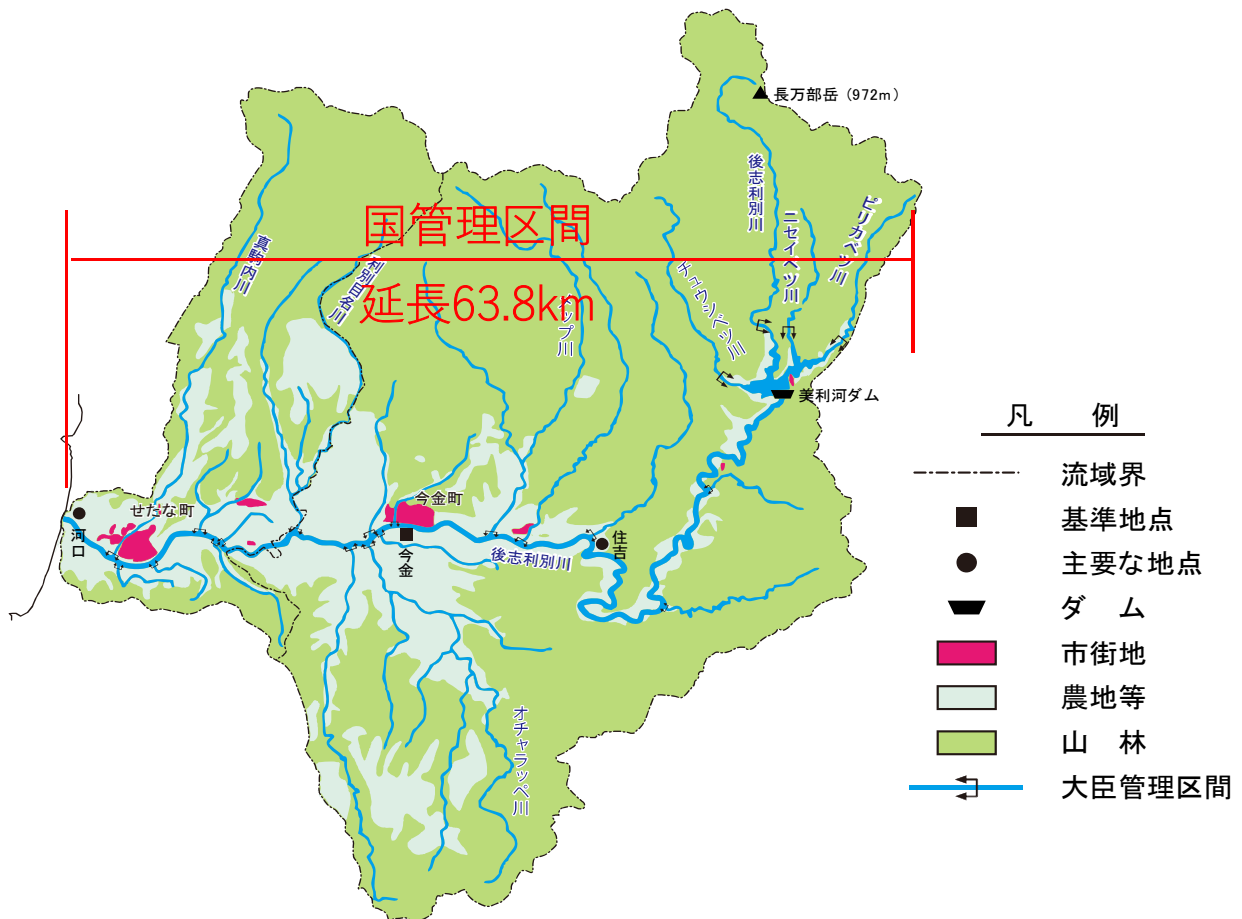 長万部岳（972m）
後志利別川
ニセイベツ川
ピリカベツ川
国管理区間
延長63.8km
真駒内川
利別目名川
メップ川
チュウシベツ川
美利河ダム
せたな町
河口
今金町
今金
後志利別川
住吉
オチャラッペ川
凡　例
流域界
基準地点
主要な地点
ダ　ム
市街地
農地等
山　林
大臣管理区間